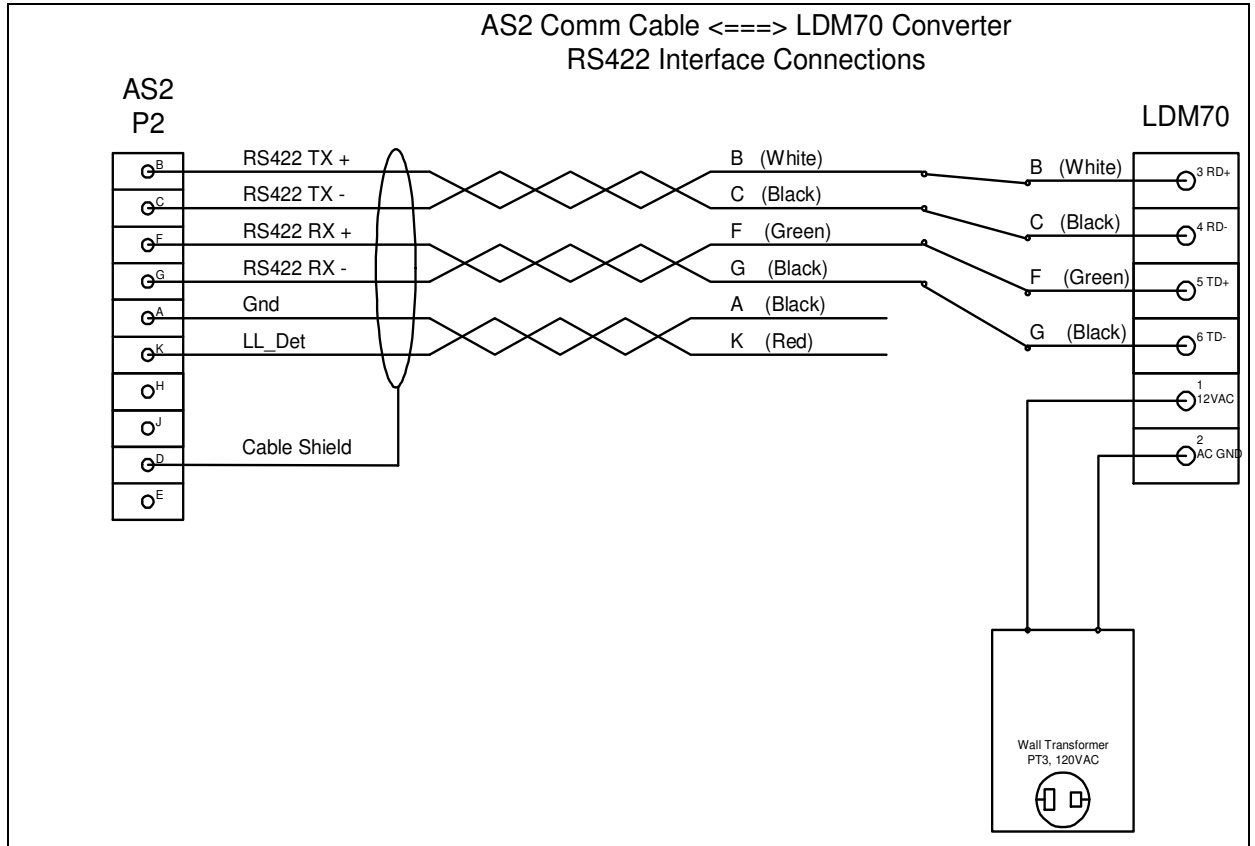 AS2 Comm Cable <===> LDM70 Converter
RS422 Interface Connections
AS2
P2
LDM70
B RS422 TX + B (White) B (White) 3 RD+
C RS422 TX - C (Black) C (Black) 4 RD-
F RS422 RX + F (Green) F (Green) 5 TD+
G RS422 RX - G (Black) G (Black) 6 TD-
A Gnd A (Black)
K LL_Det K (Red)
H
1
12VAC
J
2
AC GND
D Cable Shield
E
Wall Transformer
PT3, 120VAC